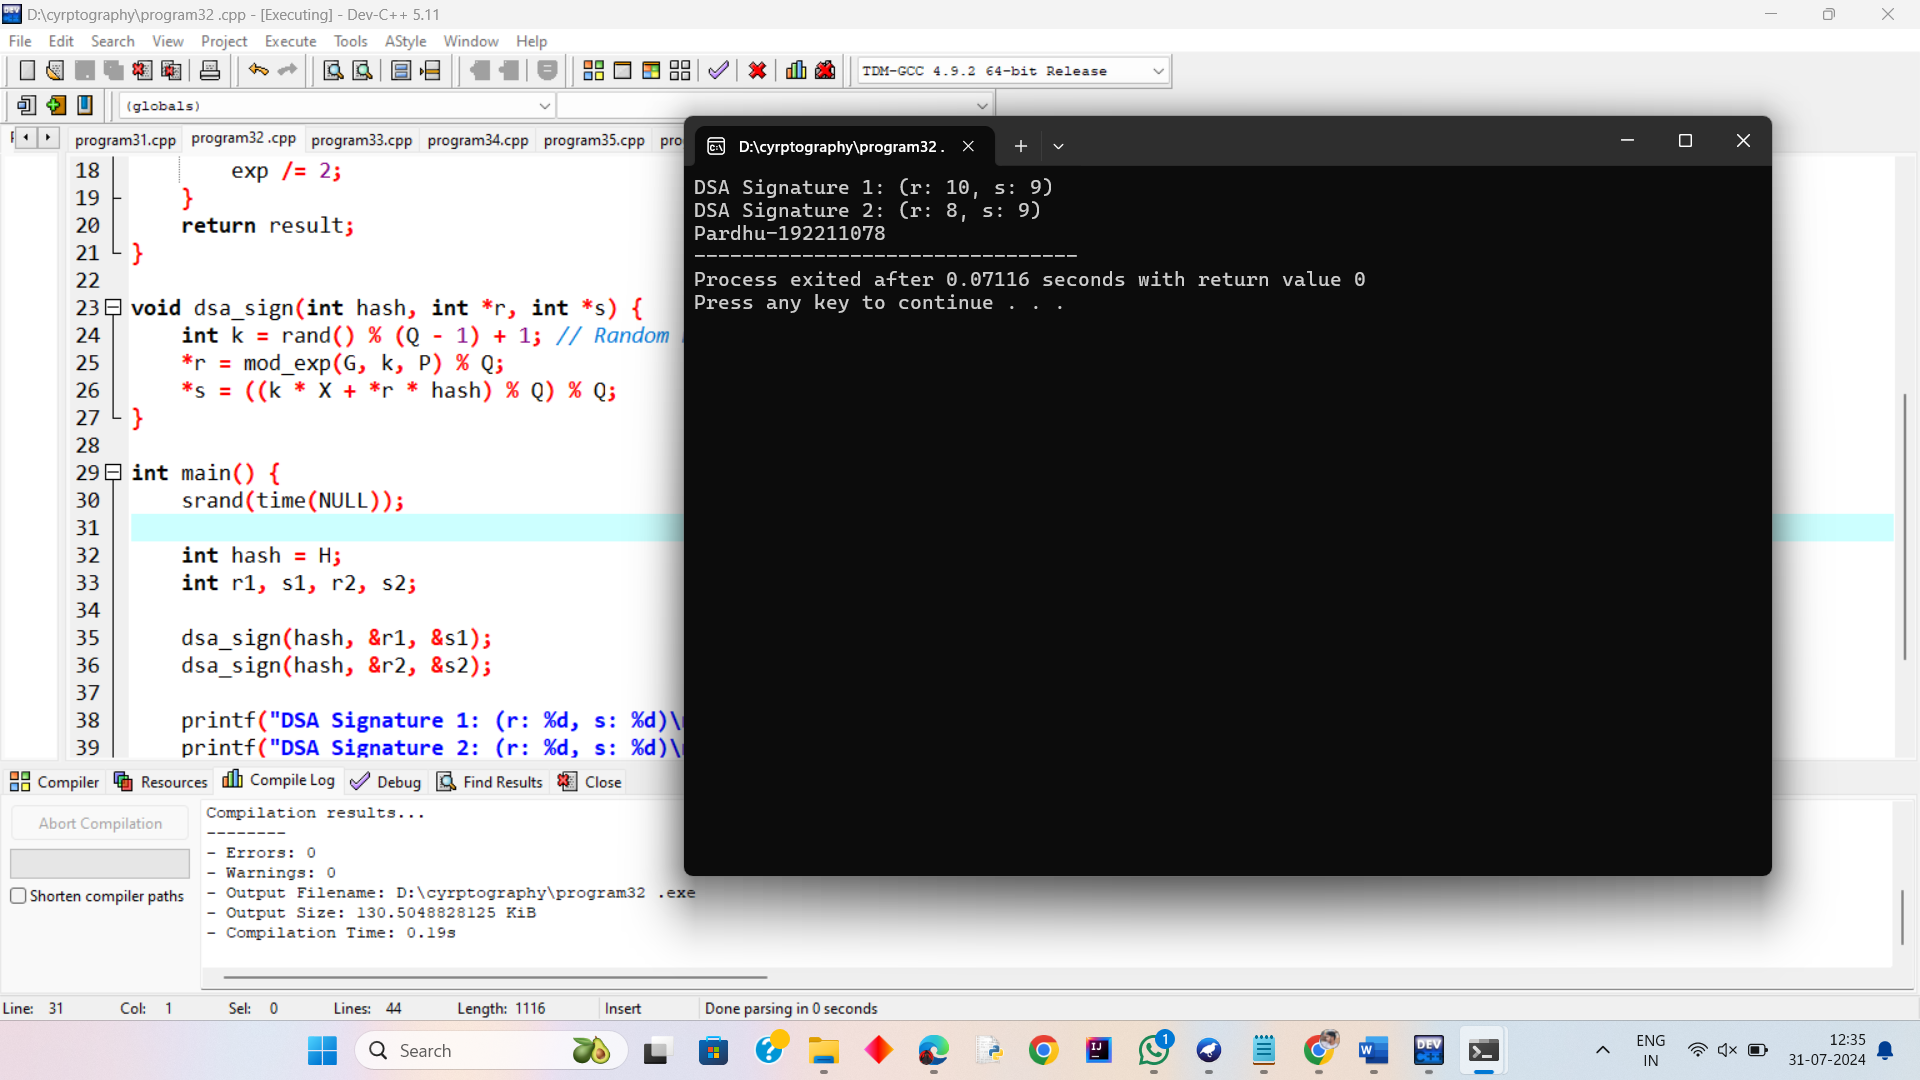 D:\cyrptography\program32 .cpp - [Executing] - Dev-C++ 5.11
File Edit Search View Project Execute Tools AStyle Window Help
TDM-GCC 4.9.2 64-bit Release
(globals)
program31.cpp program32 .cpp program33.cpp program34.cpp program35.cpp
18 exp /= 2;
19 }
20 return result;
21 }
22
23 void dsa_sign(int hash, int *r, int *s) {
24 int k = rand() % (Q - 1) + 1; // Random
25 *r = mod_exp(G, k, P) % Q;
26 *s = ((k * X + *r * hash) % Q) % Q;
27 }
28
29 int main() {
30 srand(time(NULL));
31
32 int hash = H;
33 int r1, s1, r2, s2;
34
35 dsa_sign(hash, &r1, &s1);
36 dsa_sign(hash, &r2, &s2);
37
38 printf("DSA Signature 1: (r: %d, s: %d)\
39 printf("DSA Signature 2: (r: %d, s: %d)\
D:\cyrptography\program32 .
DSA Signature 1: (r: 10, s: 9)
DSA Signature 2: (r: 8, s: 9)
Pardhu-192211078
--------------------------------
Process exited after 0.07116 seconds with return value 0
Press any key to continue . . .
Compiler Resources Compile Log Debug Find Results Close
Abort Compilation
Shorten compiler paths
Compilation results...
--------
- Errors: 0
- Warnings: 0
- Output Filename: D:\cyrptography\program32 .exe
- Output Size: 130.5048828125 KiB
- Compilation Time: 0.19s
Line: 31 Col: 1 Sel: 0 Lines: 44 Length: 1116 Insert Done parsing in 0 seconds
Search
ENG
IN
12:35
31-07-2024